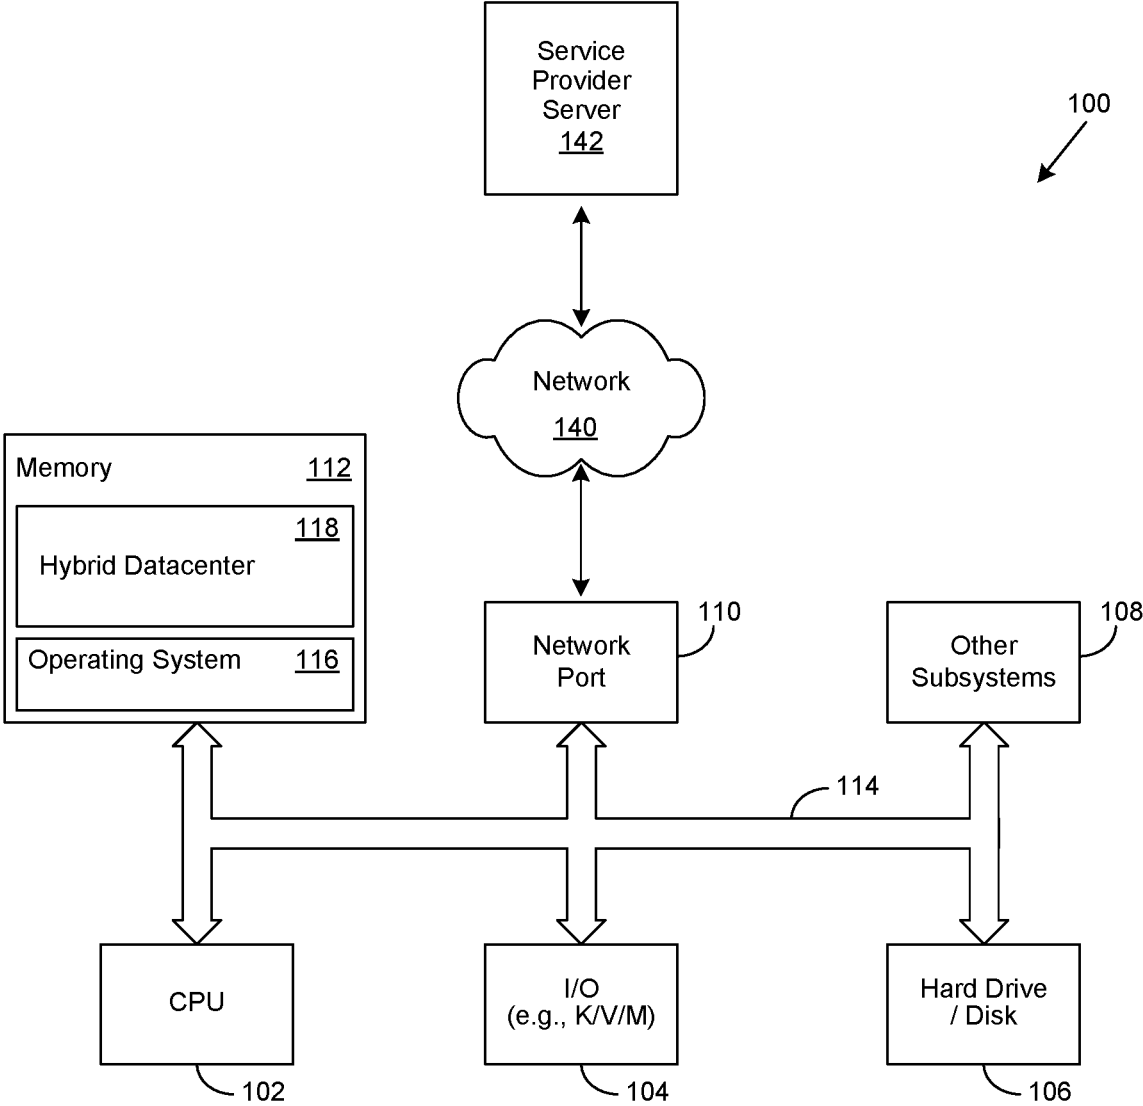 Service
Provider
Server
142
100
Network
140
Memory 112
118
Hybrid Datacenter
Operating System 116
Network
Port
110
Other
Subsystems
108
114
CPU
102
I/O
(e.g., K/V/M)
104
Hard Drive
/ Disk
106